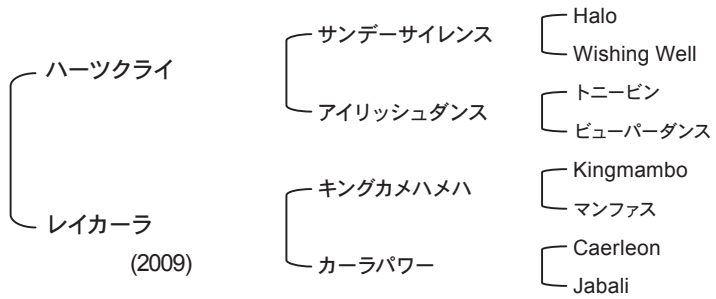 ハーツクライ
サンデーサイレンス
Halo
Wishing Well
アイリッシュダンス
トニービン
ビューパーダンス
レイカーラ
(2009)
キングカメハメハ
Kingmambo
マンファス
カーラパワー
Caerleon
Jabali